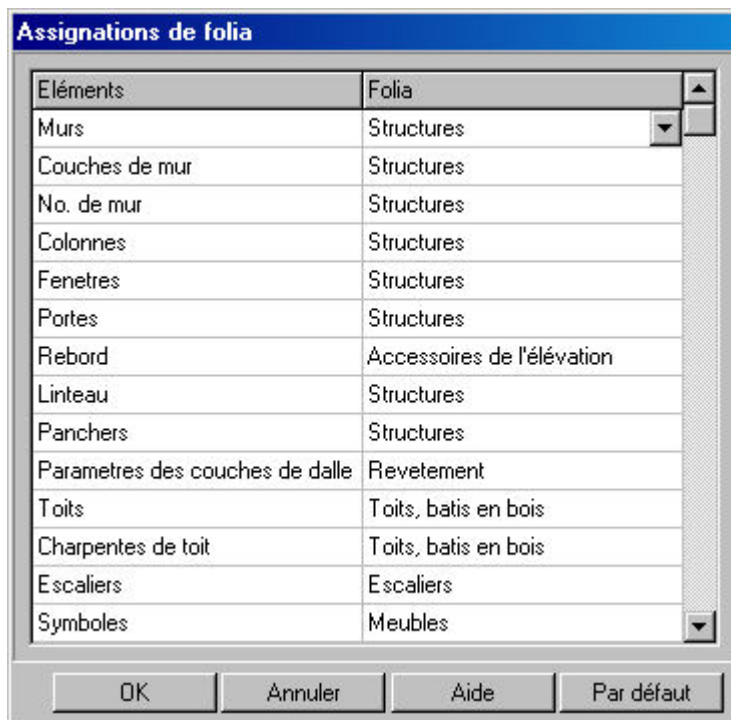 Assignations de folia
Eléments Folia
Murs Structures
Couches de mur Structures
No. de mur Structures
Colonnes Structures
Fenetres Structures
Portes Structures
Rebord Accessoires de l'élévation
Linteau Structures
Panchers Structures
Parametres des couches de dalle Revetement
Toits Toits, batis en bois
Charpentes de toit Toits, batis en bois
Escaliers Escaliers
Symboles Meubles
OK Annuler Aide Par défaut